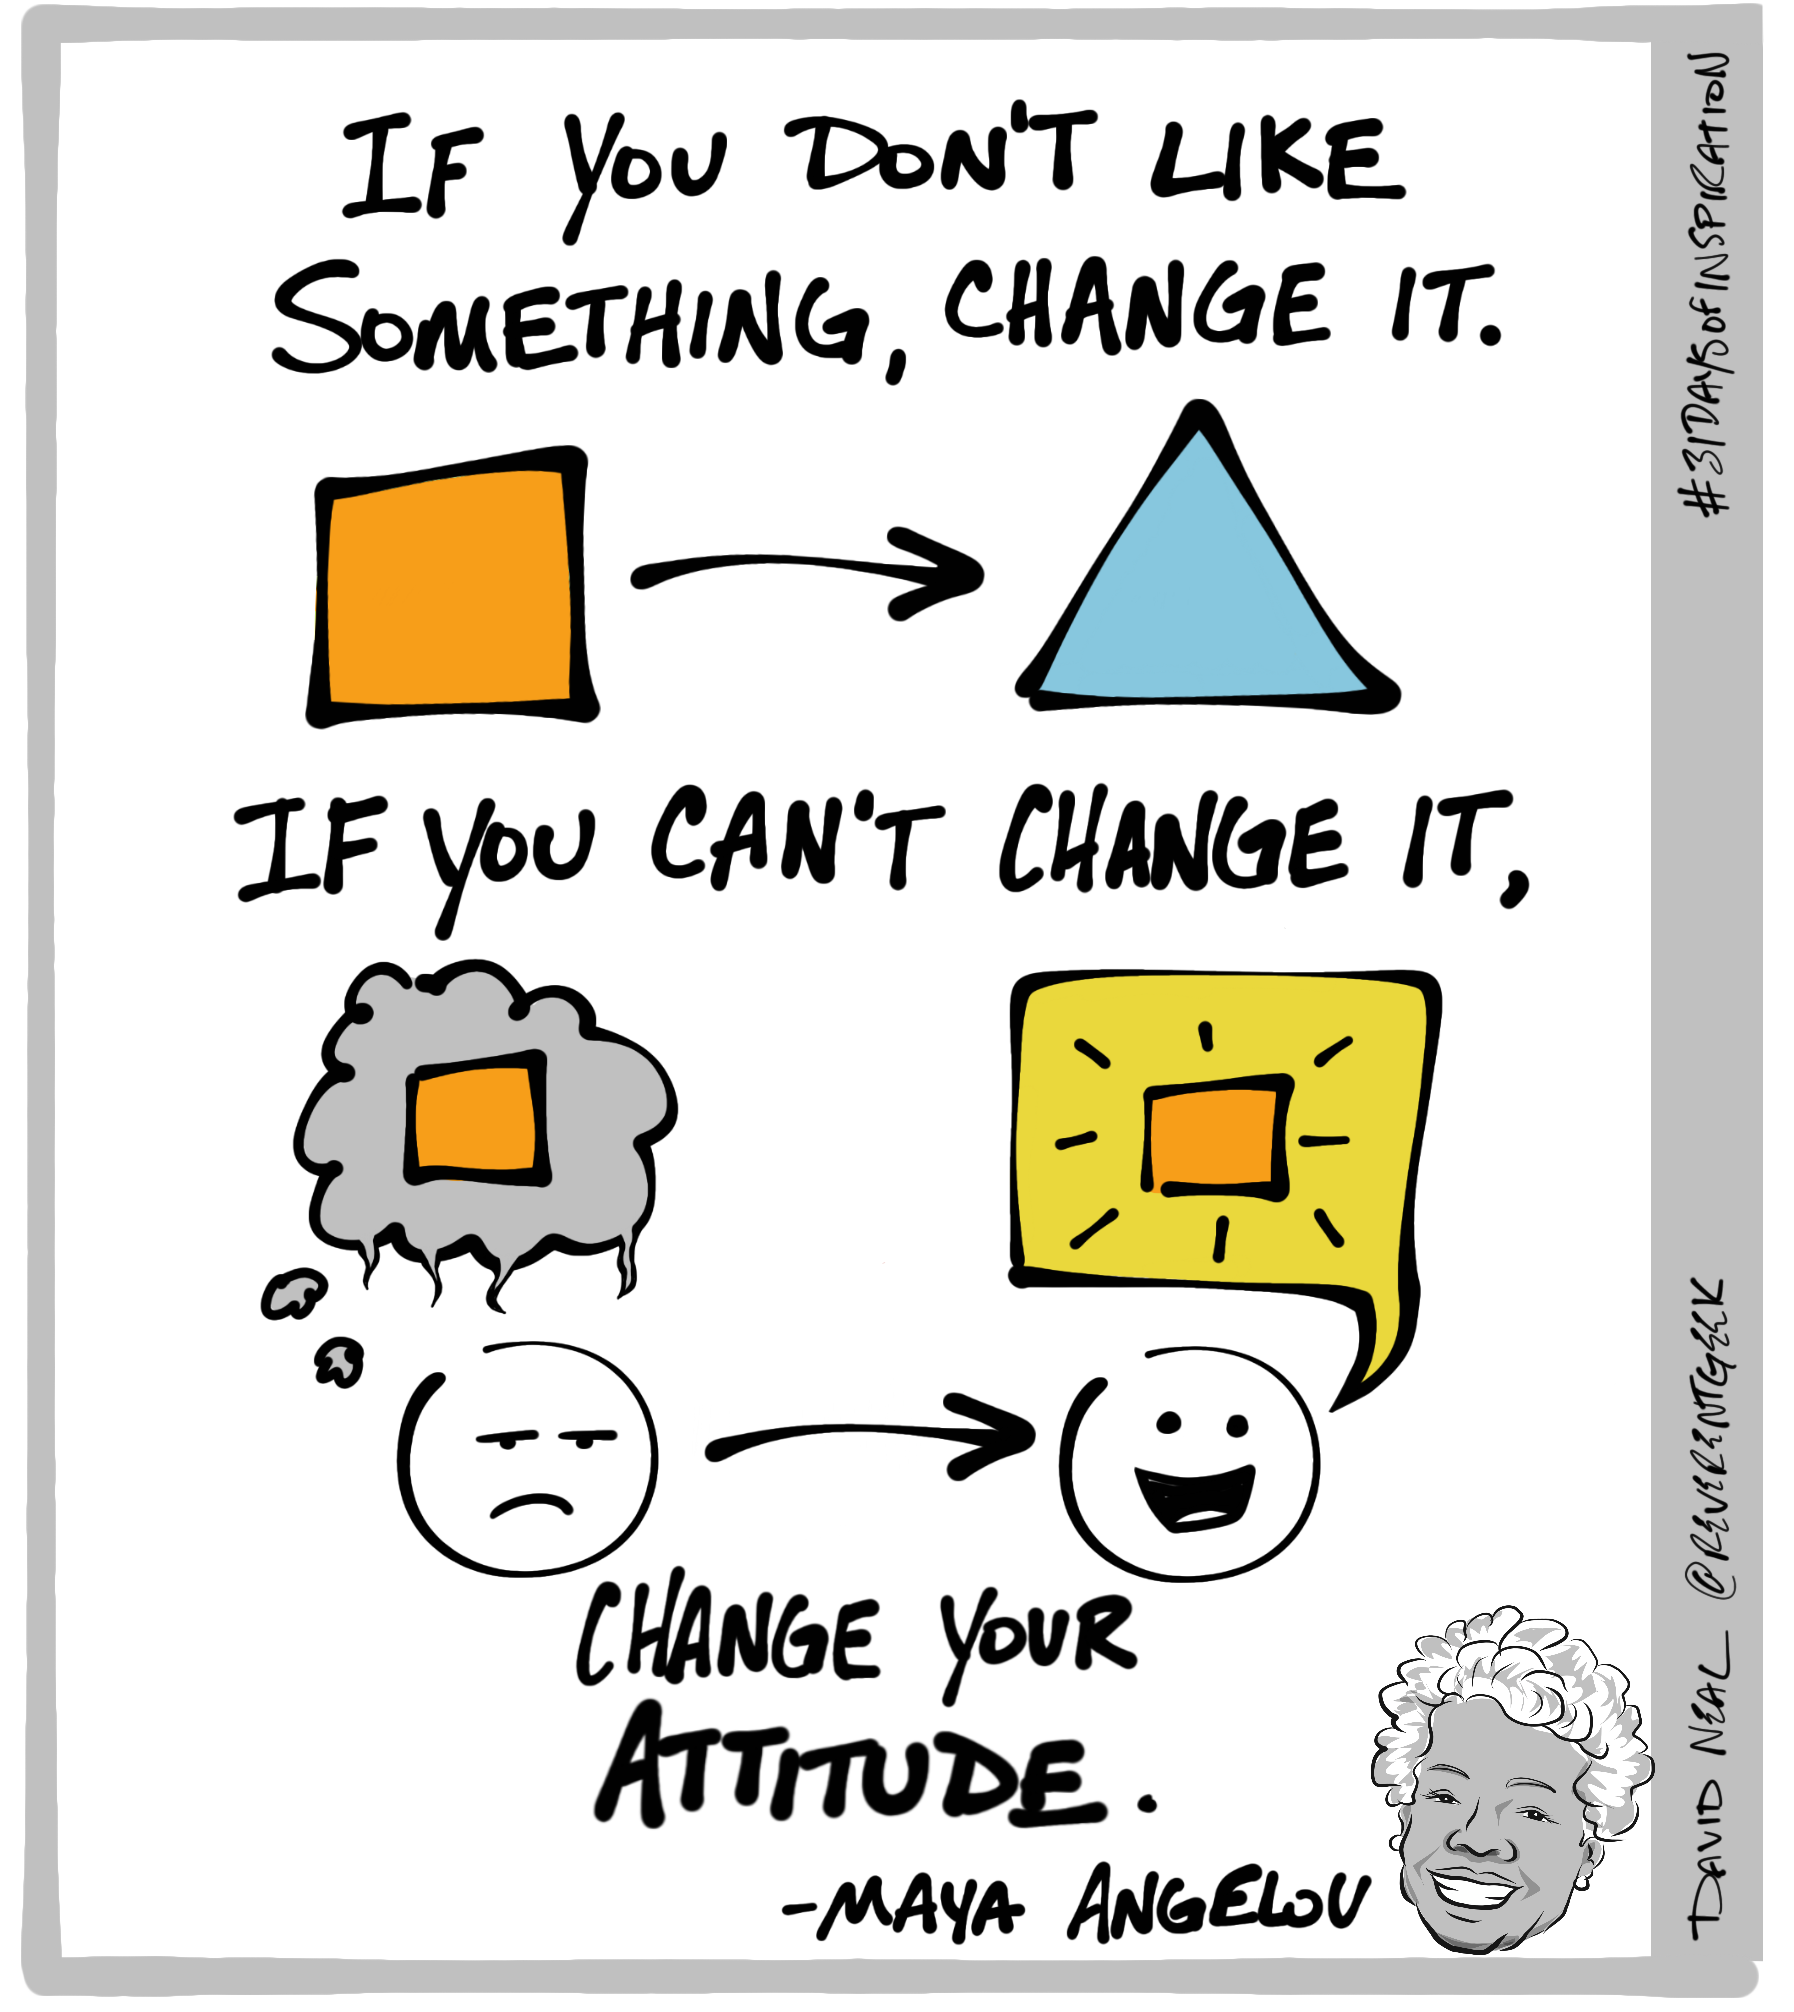 IF YOU DON'T LIKE
SOMETHING, CHANGE IT.
IF YOU CAN'T CHANGE IT,
CHANGE YOUR
ATTITUDE.
-MAYA ANGELOU
#31DAYSOFINSPIRATION
DAVID NEAL @REVERENTGEEK